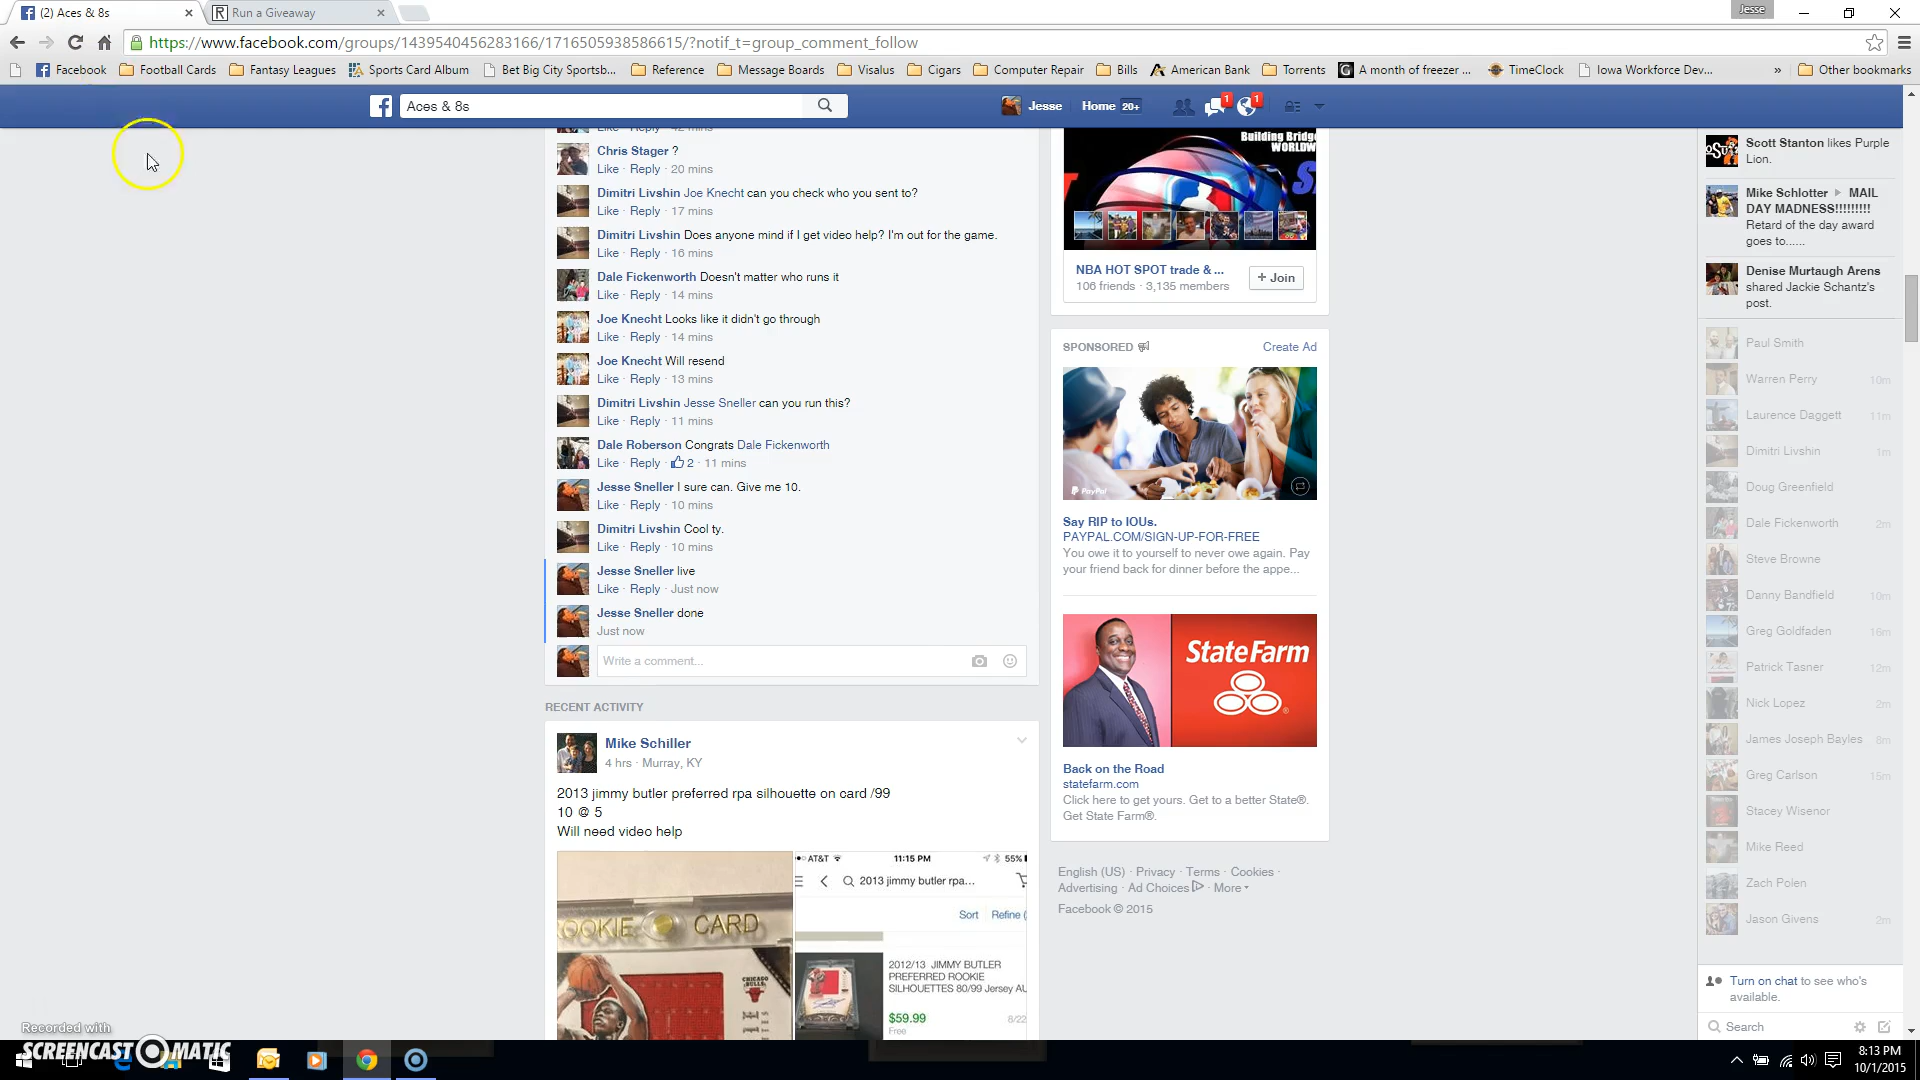 (2) Aces & 8s
Run a Giveaway
Jesse
https://www.facebook.com/groups/1439540456283166/1716505938586615/?notif_t=group_comment_follow
Facebook
Football Cards
Fantasy Leagues
Sports Card Album
Bet Big City Sportsb...
Reference
Message Boards
Visalus
Cigars
Computer Repair
Bills
American Bank
Torrents
A month of freezer ...
TimeClock
Iowa Workforce Dev...
»
Other bookmarks
Aces & 8s
Jesse
Home 20+
1
1
Like · Reply · 42 mins
Chris Stager ?
Like · Reply · 20 mins
Dimitri Livshin Joe Knecht can you check who you sent to?
Like · Reply · 17 mins
Dimitri Livshin Does anyone mind if I get video help? I'm out for the game.
Like · Reply · 16 mins
Dale Fickenworth Doesn't matter who runs it
Like · Reply · 14 mins
Joe Knecht Looks like it didn't go through
Like · Reply · 14 mins
Joe Knecht Will resend
Like · Reply · 13 mins
Dimitri Livshin Jesse Sneller can you run this?
Like · Reply · 11 mins
Dale Roberson Congrats Dale Fickenworth
Like · Reply · 2 · 11 mins
Jesse Sneller I sure can. Give me 10.
Like · Reply · 10 mins
Dimitri Livshin Cool ty.
Like · Reply · 10 mins
Jesse Sneller live
Like · Reply · Just now
Jesse Sneller done
Just now
Write a comment...
RECENT ACTIVITY
Mike Schiller
4 hrs · Murray, KY
2013 jimmy butler preferred rpa silhouette on card /99
10 @ 5
Will need video help
ROOKIE CARD
CHICAGO
BULLS
AT&T
11:15 PM
55%
2013 jimmy butler rpa...
Sort
Refine (
2012/13 JIMMY BUTLER
PREFERRED ROOKIE
SILHOUETTES 80/99 Jersey AU
$59.99
8/22
Free
Building Bridge
WORLDW
NBA HOT SPOT trade & ...
106 friends · 3,135 members
+ Join
SPONSORED
Create Ad
PayPal
Say RIP to IOUs.
PAYPAL.COM/SIGN-UP-FOR-FREE
You owe it to yourself to never owe again. Pay
your friend back for dinner before the appe...
State Farm
Back on the Road
statefarm.com
Click here to get yours. Get to a better State®.
Get State Farm®.
English (US) · Privacy · Terms · Cookies ·
Advertising · Ad Choices · More
Facebook © 2015
Scott Stanton likes Purple
Lion.
Mike Schlotter ▸ MAIL
DAY MADNESS!!!!!!!!!
Retard of the day award
goes to......
Denise Murtaugh Arens
shared Jackie Schantz's
post.
Paul Smith
Warren Perry 10m
Laurence Daggett 11m
Dimitri Livshin 1m
Doug Greenfield
Dale Fickenworth 2m
Steve Browne
Danny Bandfield 10m
Greg Goldfaden 16m
Patrick Tasner 12m
Nick Lopez 2m
James Joseph Bayles 8m
Greg Carlson 15m
Stacey Wisenor
Mike Reed
Zach Polen
Jason Givens 2m
Turn on chat to see who's
available.
Search
Recorded with
SCREENCAST MATIC
8:13 PM
10/1/2015